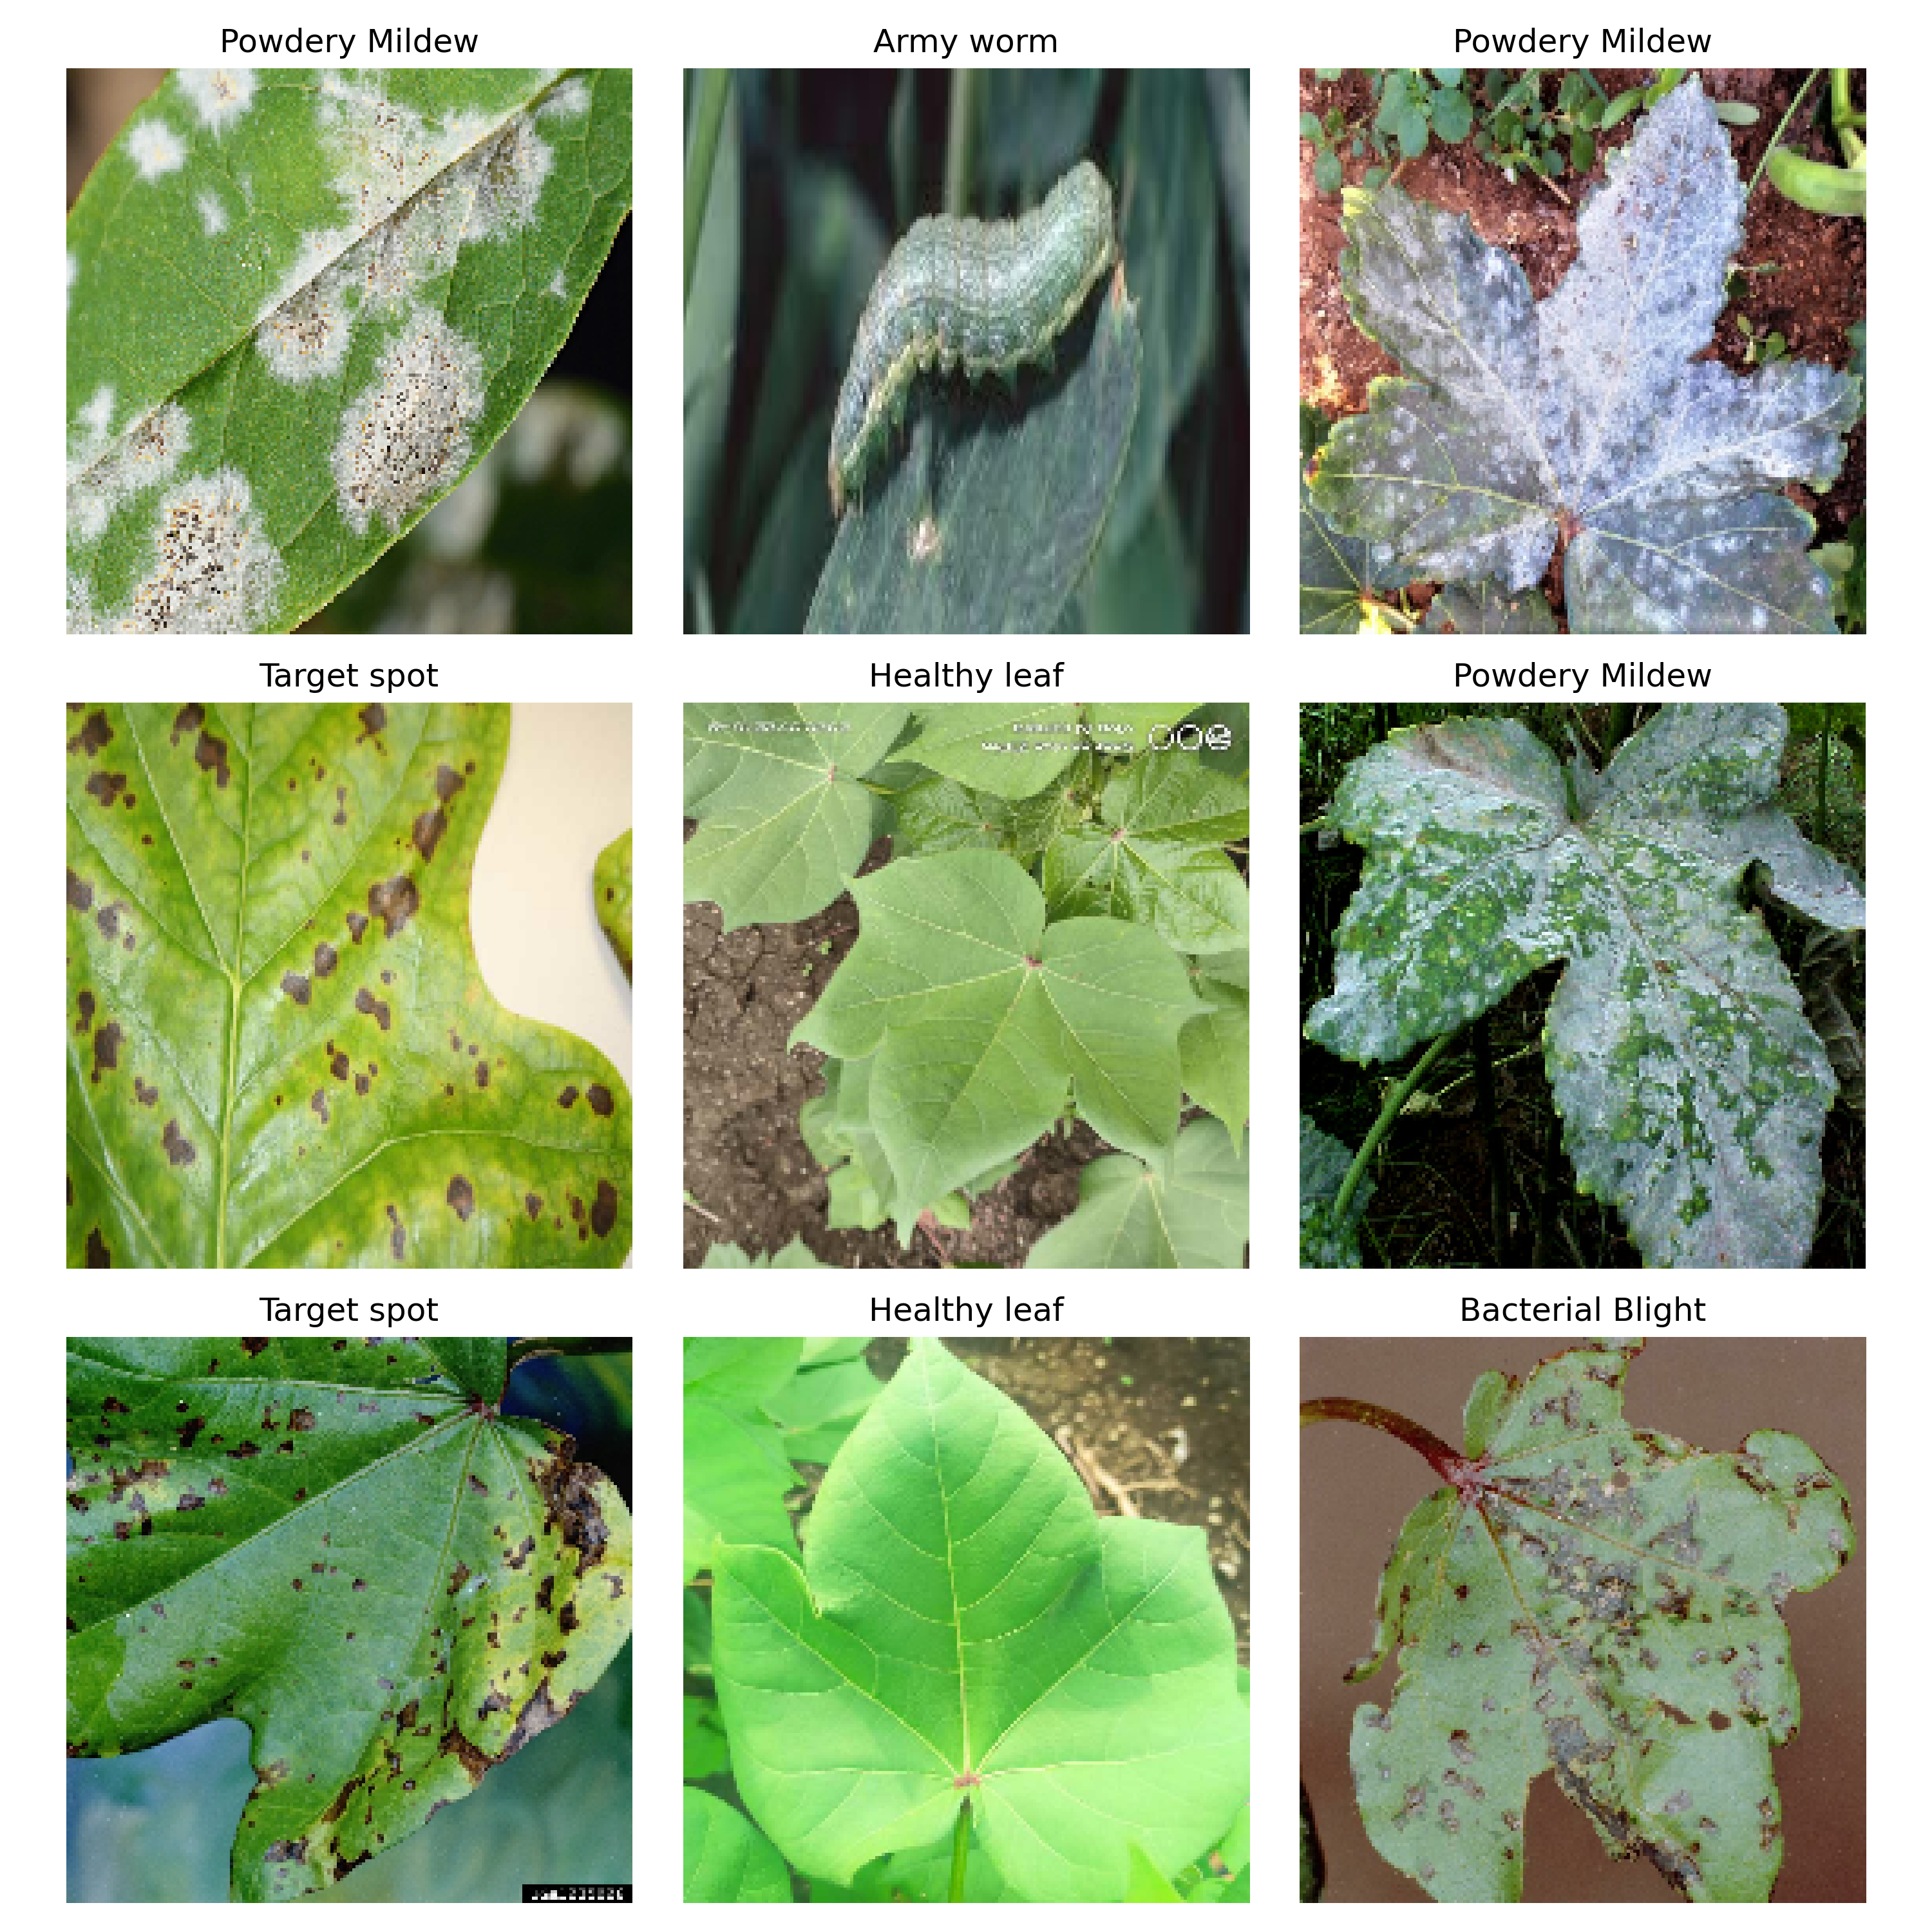 Powdery Mildew
Army worm
Powdery Mildew
Target spot
Healthy leaf
Powdery Mildew
Target spot
Healthy leaf
Bacterial Blight